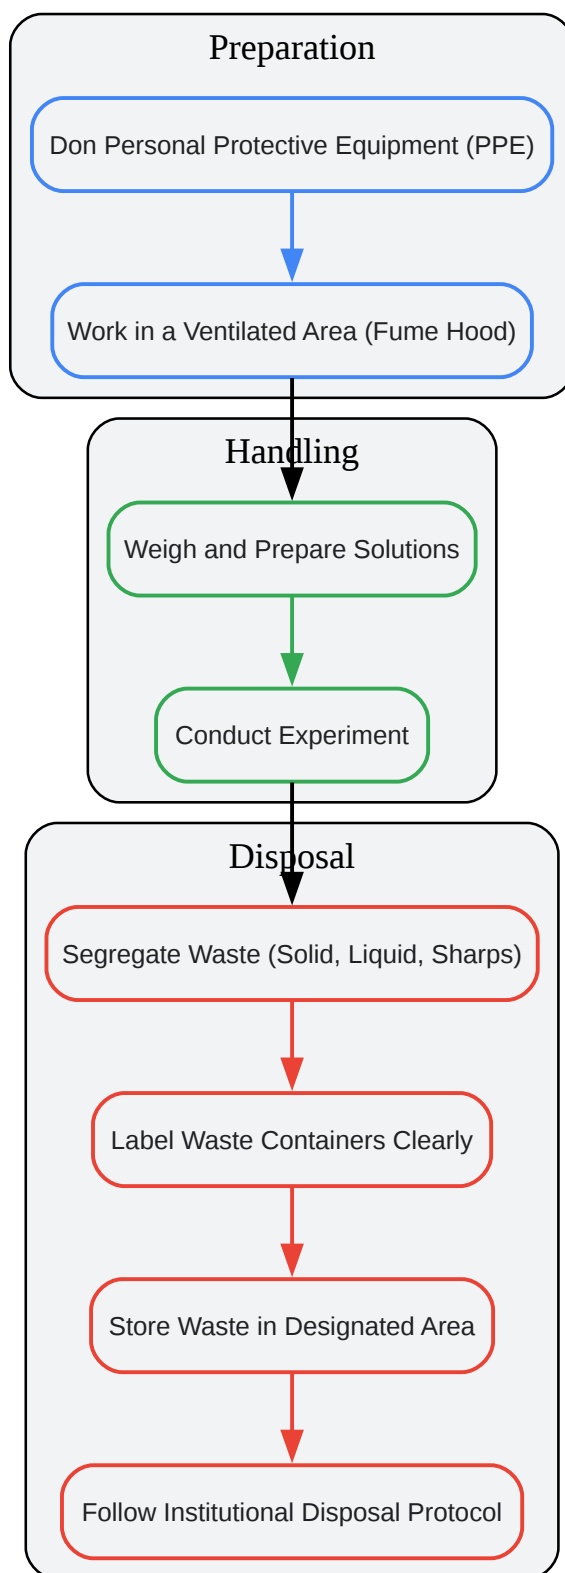 Preparation
Don Personal Protective Equipment (PPE)
Work in a Ventilated Area (Fume Hood)
Handling
Weigh and Prepare Solutions
Conduct Experiment
Disposal
Segregate Waste (Solid, Liquid, Sharps)
Label Waste Containers Clearly
Store Waste in Designated Area
Follow Institutional Disposal Protocol